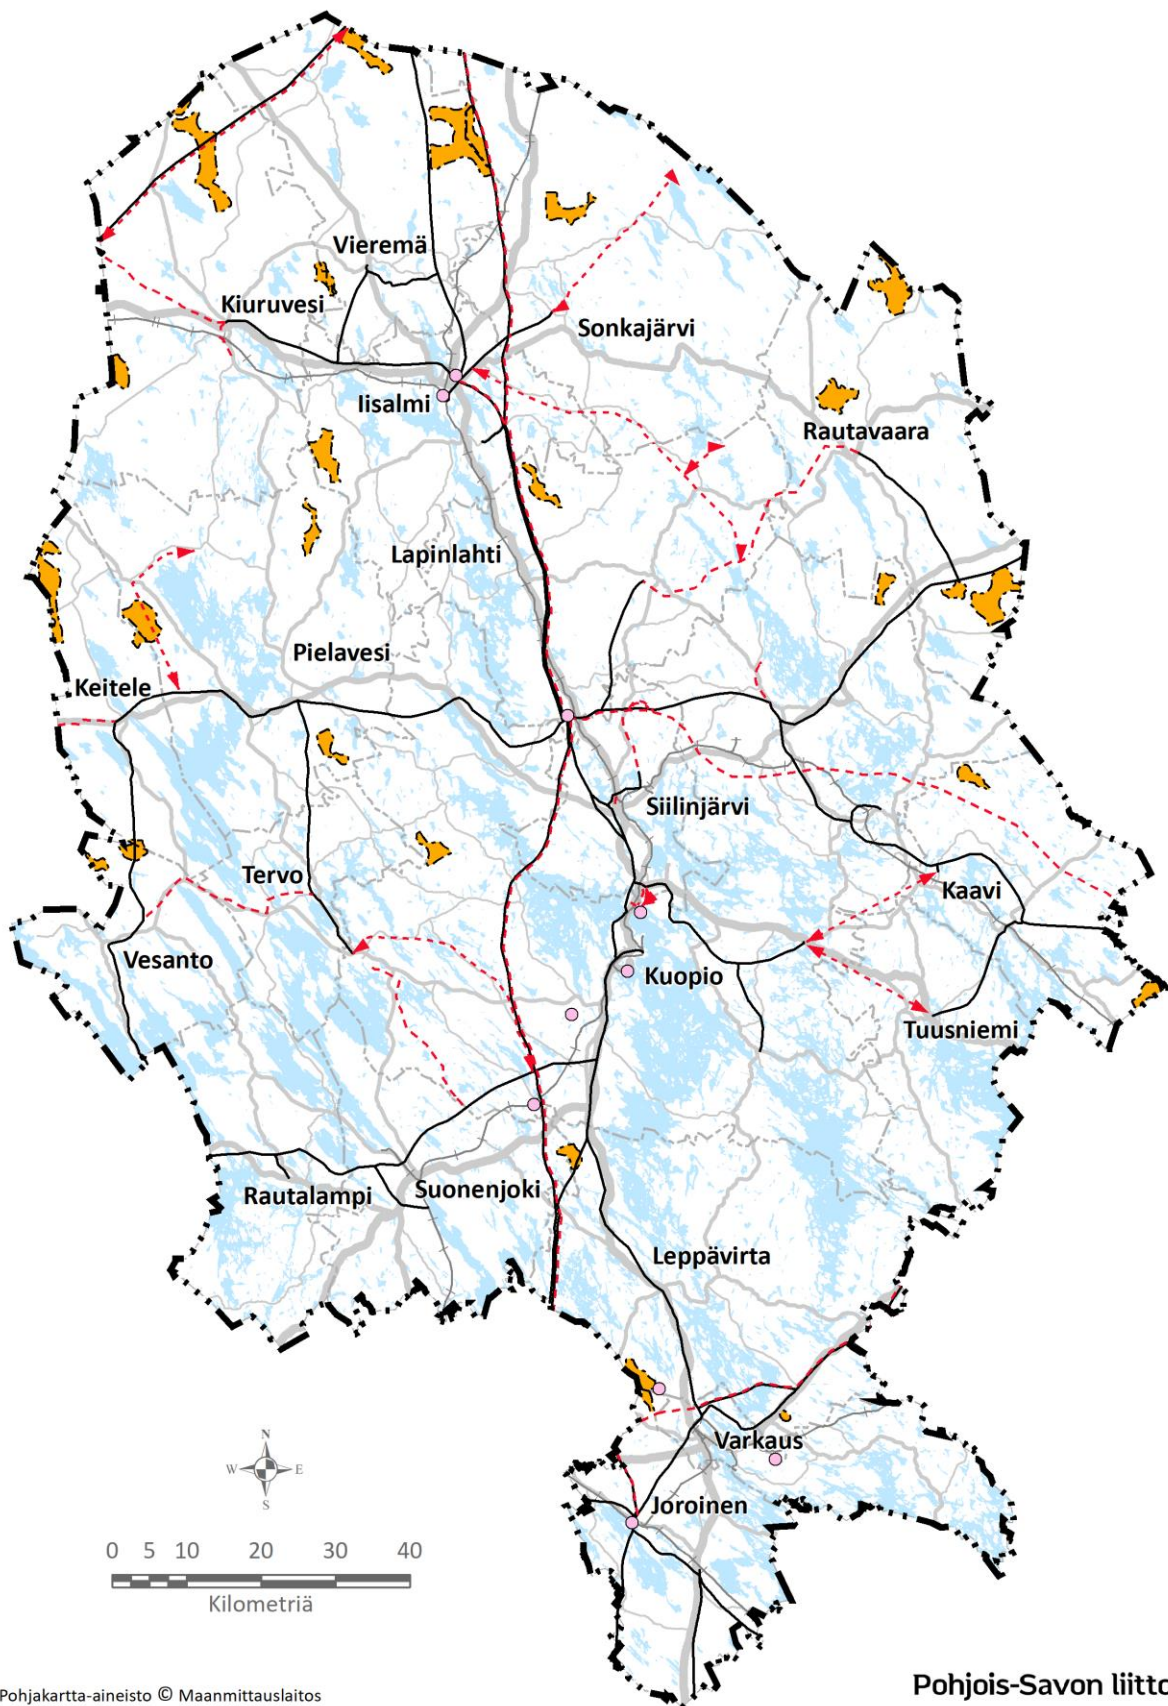 Vieremä
Kiuruvesi
Sonkajärvi
Iisalmi
Rautavaara
Lapinlahti
Pielavesi
Keitele
Siilinjärvi
Tervo
Kaavi
Vesanto
Kuopio
Tuusniemi
Rautalampi
Suonenjoki
Leppävirta
Varkaus
Joroinen
N
W E
S
0 5 10 20 30 40
Kilometriä
Pohjakartta-aineisto © Maanmittauslaitos
Pohjois-Savon liitto